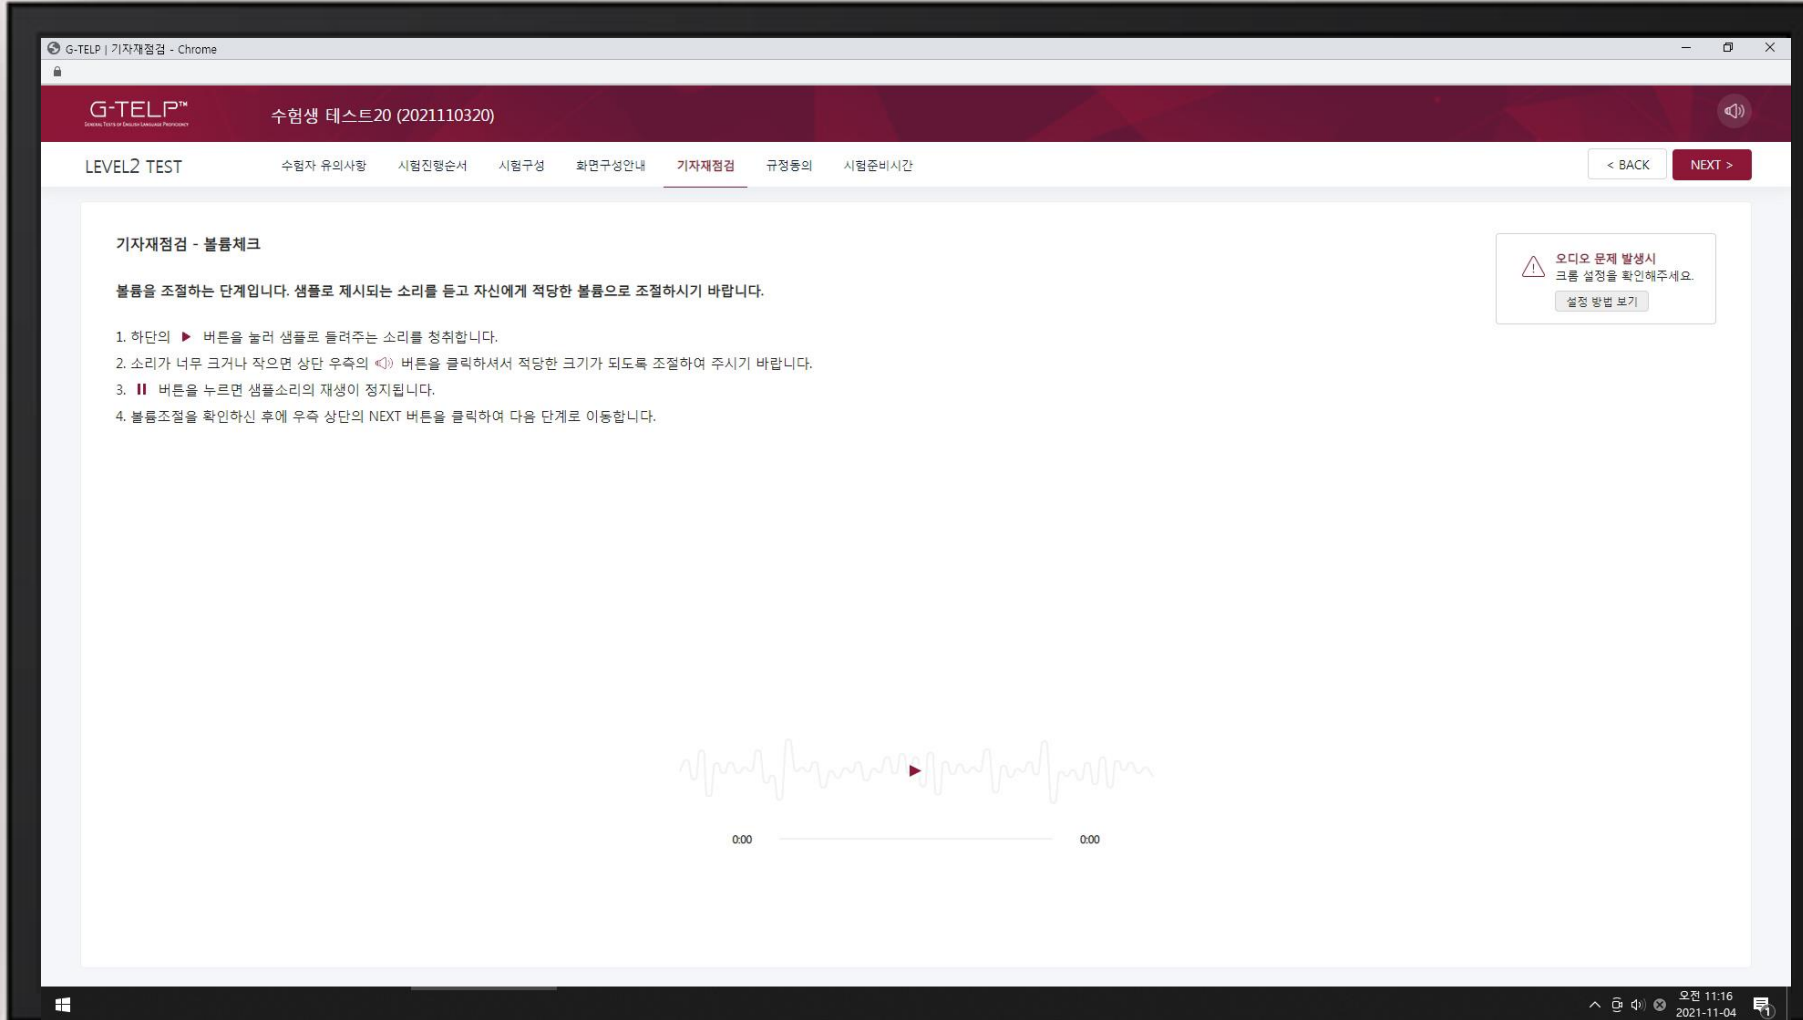 G-TELP | 기자재점검 - Chrome
G-TELP™
General Tests of English Language Proficiency
수험생 테스트20 (2021110320)
LEVEL2 TEST
수험자 유의사항
시험진행순서
시험구성
화면구성안내
기자재점검
규정동의
시험준비시간
< BACK
NEXT >
기자재점검 - 볼륨체크
볼륨을 조절하는 단계입니다. 샘플로 제시되는 소리를 듣고 자신에게 적당한 볼륨으로 조절하시기 바랍니다.
1. 하단의 ▶ 버튼을 눌러 샘플로 들려주는 소리를 청취합니다.
2. 소리가 너무 크거나 작으면 상단 우측의 버튼을 클릭하셔서 적당한 크기가 되도록 조절하여 주시기 바랍니다.
3. 버튼을 누르면 샘플소리의 재생이 정지됩니다.
4. 볼륨조절을 확인하신 후에 우측 상단의 NEXT 버튼을 클릭하여 다음 단계로 이동합니다.
오디오 문제 발생시
크롬 설정을 확인해주세요.
설정 방법 보기
0:00
0:00
오전 11:16
2021-11-04
1